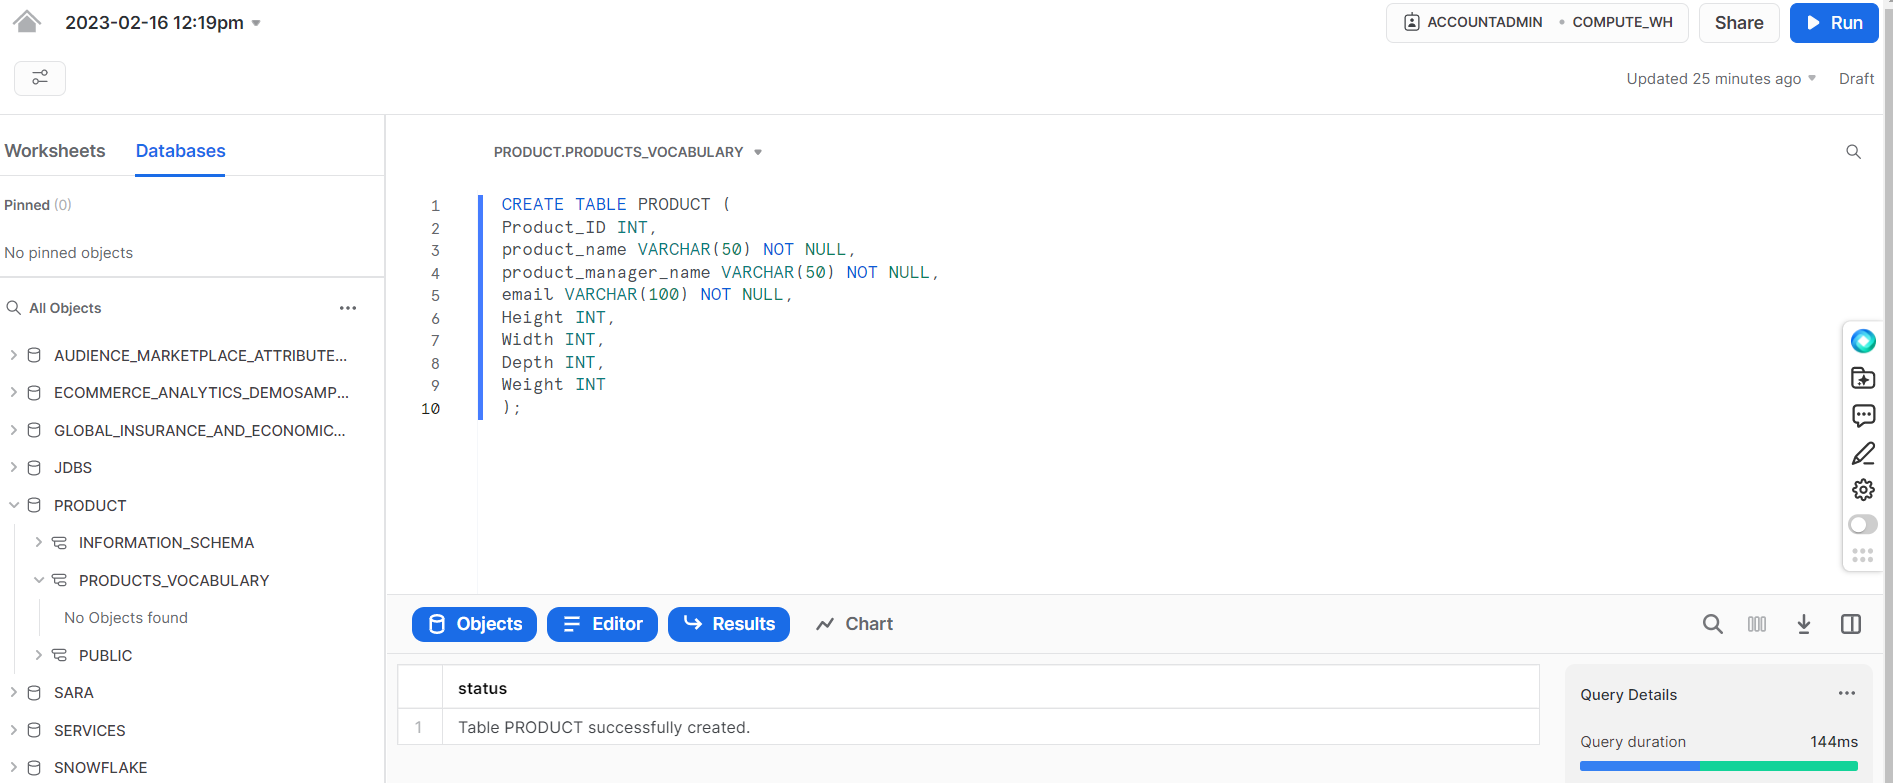 2023-02-16 12:19pm
ACCOUNTADMIN • COMPUTE_WH
Share
Run
Updated 25 minutes ago
Draft
Worksheets
Databases
Pinned (0)
No pinned objects
All Objects
AUDIENCE_MARKETPLACE_ATTRIBUTE...
ECOMMERCE_ANALYTICS_DEMOSAMP...
GLOBAL_INSURANCE_AND_ECONOMIC...
JDBS
PRODUCT
INFORMATION_SCHEMA
PRODUCTS_VOCABULARY
No Objects found
PUBLIC
SARA
SERVICES
SNOWFLAKE
PRODUCT.PRODUCTS_VOCABULARY
1 CREATE TABLE PRODUCT (
2 Product_ID INT,
3 product_name VARCHAR(50) NOT NULL,
4 product_manager_name VARCHAR(50) NOT NULL,
5 email VARCHAR(100) NOT NULL,
6 Height INT,
7 Width INT,
8 Depth INT,
9 Weight INT
10 );
Objects
Editor
Results
Chart
status
1 Table PRODUCT successfully created.
Query Details
Query duration 144ms